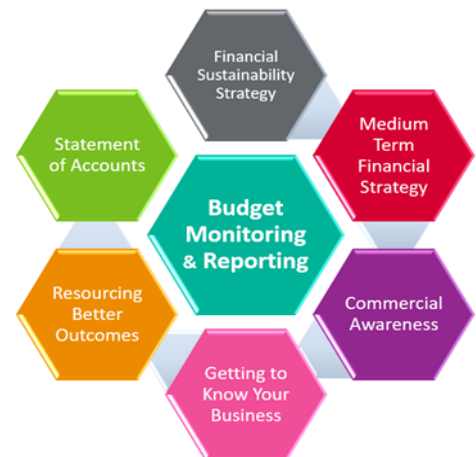 Financial
Sustainability
Strategy
Statement
of Accounts
Medium
Term
Financial
Strategy
Budget
Monitoring
& Reporting
Resourcing
Better
Outcomes
Commercial
Awareness
Getting to
Know Your
Business